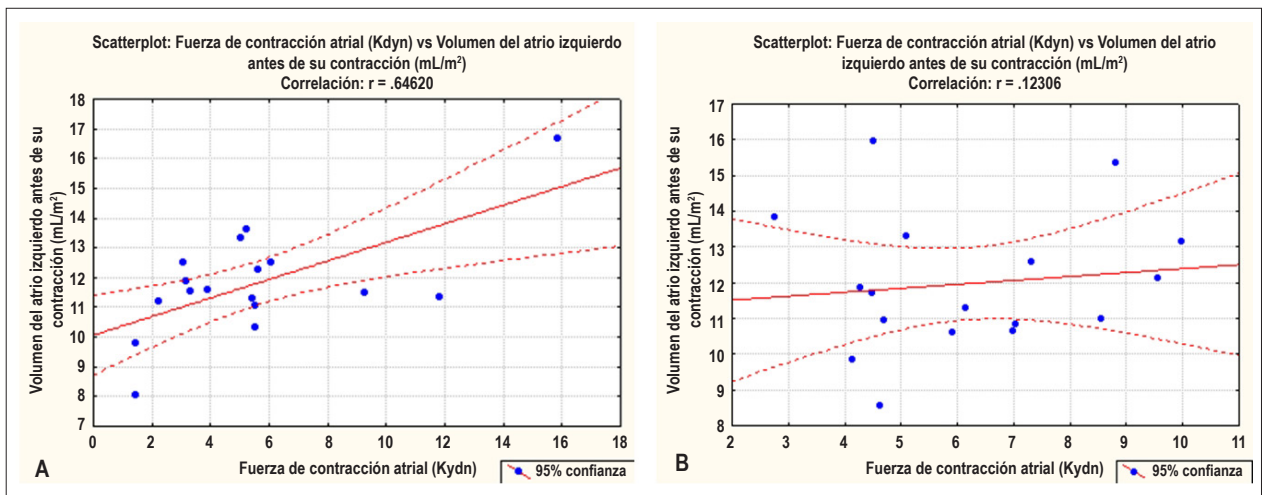 Scatterplot: Fuerza de contracción atrial (Kdyn) vs Volumen del atrio izquierdo
antes de su contracción (mL/m²)
Correlación: r = .64620
Volumen del atrio izquierdo antes de su
contracción (mL/m²)
18
17
16
15
14
13
12
11
10
9
8
7
0 2 4 6 8 10 12 14 16 18
Fuerza de contracción atrial (Kydn)
A
95% confianza
Scatterplot: Fuerza de contracción atrial (Kdyn) vs Volumen del atrio
izquierdo antes de su contracción (mL/m²)
Correlación: r = .12306
Volumen del atrio izquierdo antes de su
contracción (mL/m²)
17
16
15
14
13
12
11
10
9
8
2 3 4 5 6 7 8 9 10 11
Fuerza de contracción atrial (Kydn)
B
95% confianza